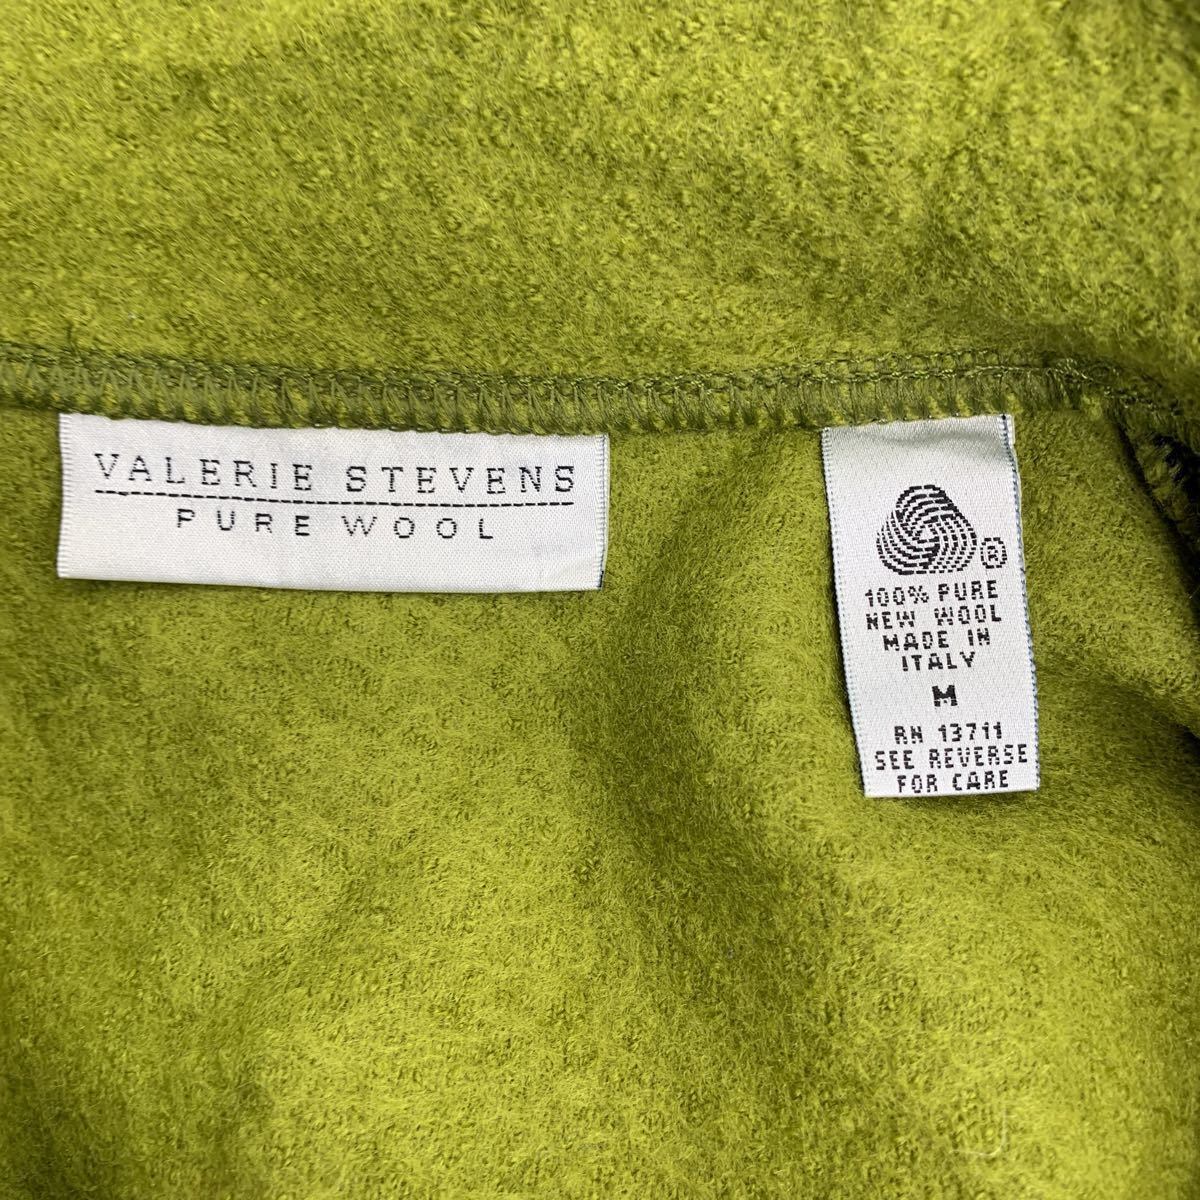 VALERIE STEVENS
PURE WOOL
®
100% PURE
NEW WOOL
MADE IN
ITALY
M
RN 13711
SEE REVERSE
FOR CARE